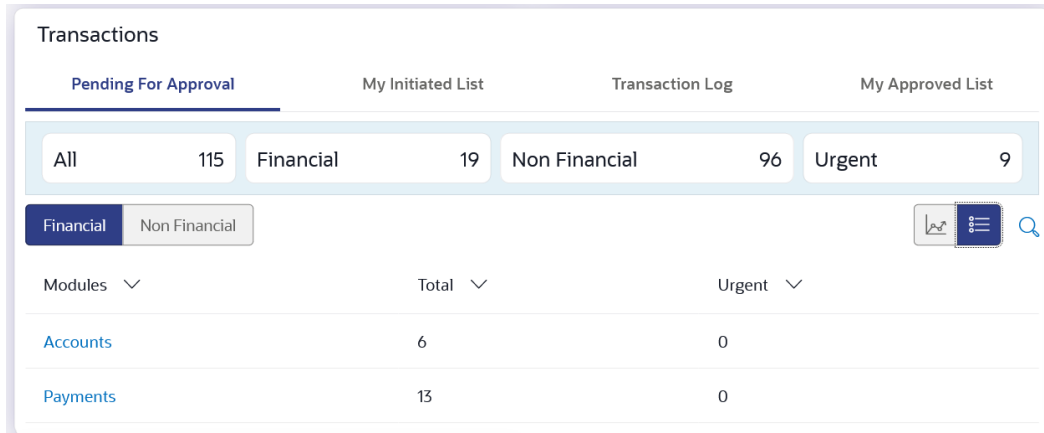 Transactions
Pending For Approval My Initiated List Transaction Log My Approved List
All 115 Financial 19 Non Financial 96 Urgent 9
Financial Non Financial
Modules Total Urgent
Accounts 6 0
Payments 13 0